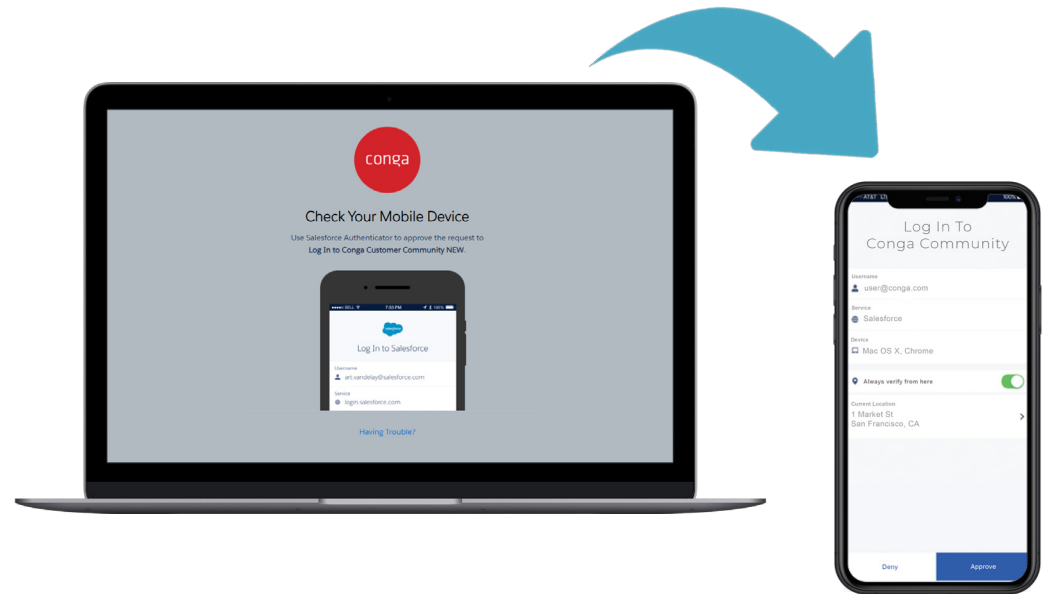 conga
Check Your Mobile Device
Use Salesforce Authenticator to approve the request to
Log In to Conga Customer Community NEW.
BELL
7:55 PM
100%
salesforce
Log In to Salesforce
Username
art.vandelay@salesforce.com
Service
login.salesforce.com
Having Trouble?
AT&T
100%
Log In To
Conga Community
Username
user@conga.com
Service
Salesforce
Device
Mac OS X, Chrome
Always verify from here
Current Location
1 Market St
San Francisco, CA
Deny
Approve